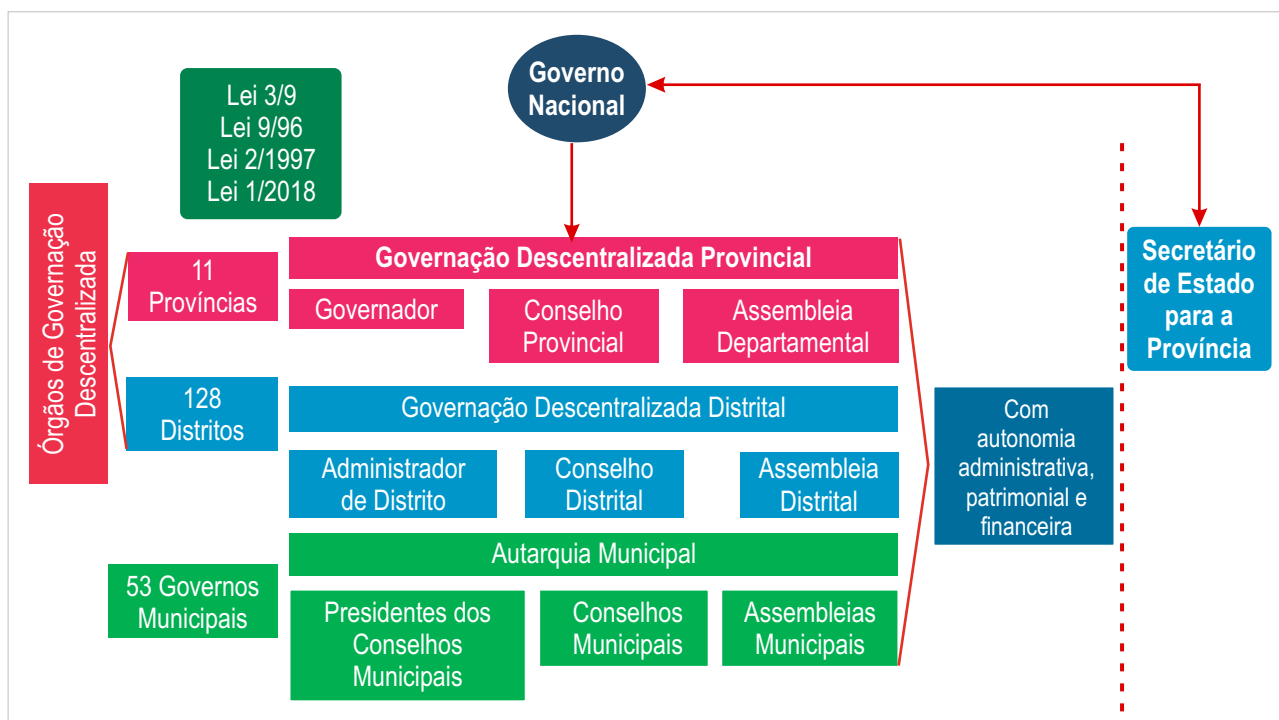 Governo
Nacional
Lei 3/9
Lei 9/96
Lei 2/1997
Lei 1/2018
Órgãos de Governação
Descentralizada
11
Províncias
Governação Descentralizada Provincial
Governador
Conselho
Provincial
Assembleia
Departamental
Secretário
de Estado
para a
Província
128
Distritos
Governação Descentralizada Distrital
Administrador
de Distrito
Conselho
Distrital
Assembleia
Distrital
Com
autonomia
administrativa,
patrimonial e
financeira
53 Governos
Municipais
Autarquia Municipal
Presidentes dos
Conselhos
Municipais
Conselhos
Municipais
Assembleias
Municipais